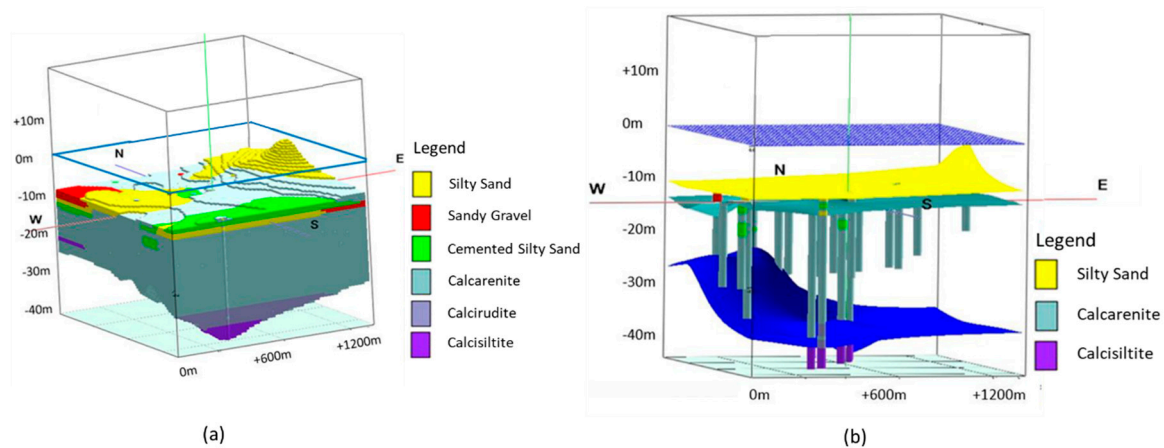 +10m
0m
-10m
-20m
-30m
-40m
N
E
W
S
0m
+600m
+1200m
Legend
Silty Sand
Sandy Gravel
Cemented Silty Sand
Calcarenite
Calcirudite
Calcisiltite
(a)
+10m
0m
-10m
-20m
-30m
-40m
N
W
E
S
0m
+600m
+1200m
Legend
Silty Sand
Calcarenite
Calcisiltite
(b)